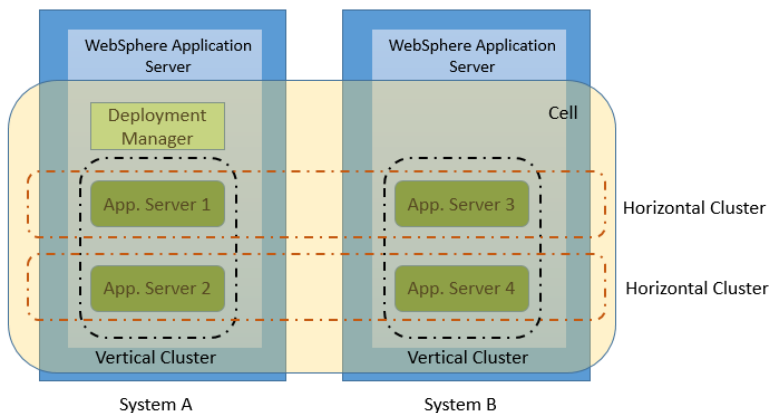 WebSphere Application
Server
WebSphere Application
Server
Cell
Deployment
Manager
App. Server 1
App. Server 3
Horizontal Cluster
App. Server 2
App. Server 4
Horizontal Cluster
Vertical Cluster
Vertical Cluster
System A
System B